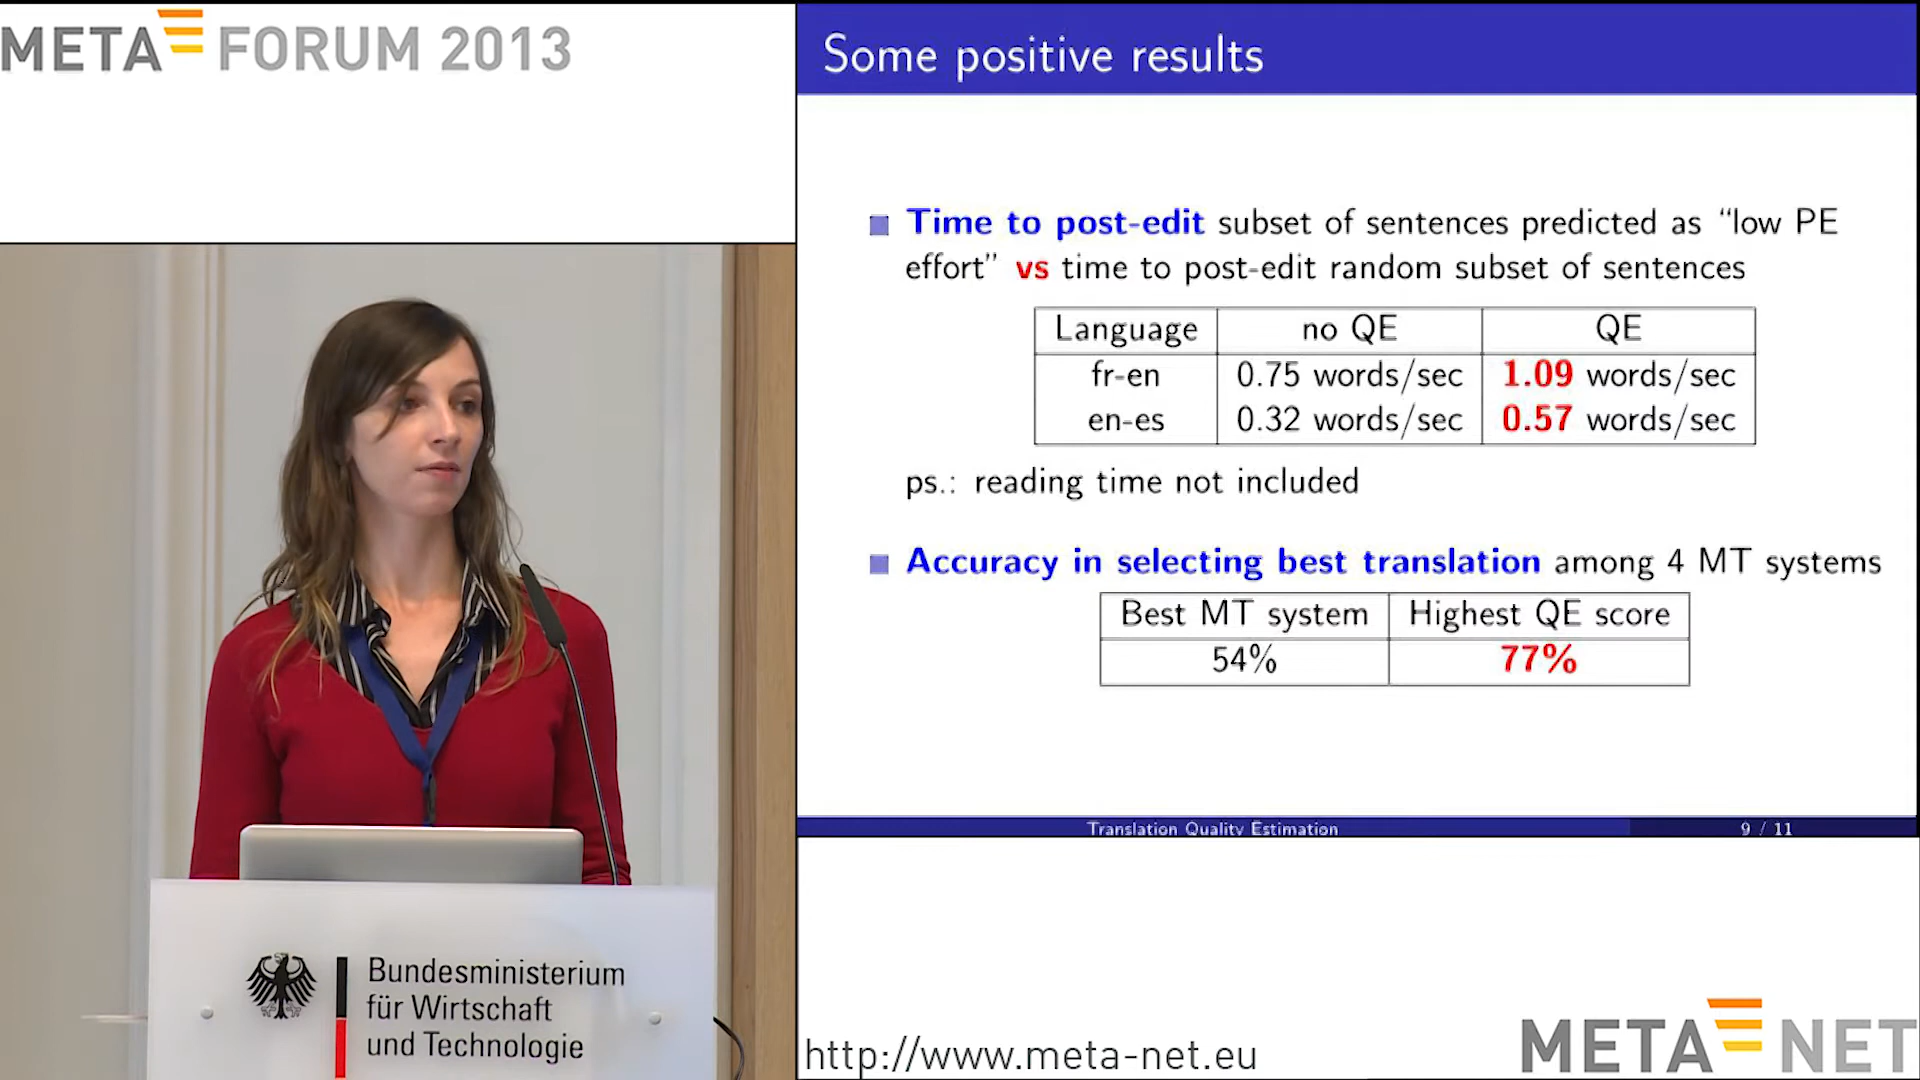 META FORUM 2013
Some positive results
Time to post-edit subset of sentences predicted as “low PE
effort” vs time to post-edit random subset of sentences
Language no QE QE
fr-en 0.75 words/sec 1.09 words/sec
en-es 0.32 words/sec 0.57 words/sec
ps.: reading time not included
Accuracy in selecting best translation among 4 MT systems
Best MT system Highest QE score
54% 77%
Translation Quality Estimation 9 / 11
Bundesministerium
für Wirtschaft
und Technologie
http://www.meta-net.eu
META NET